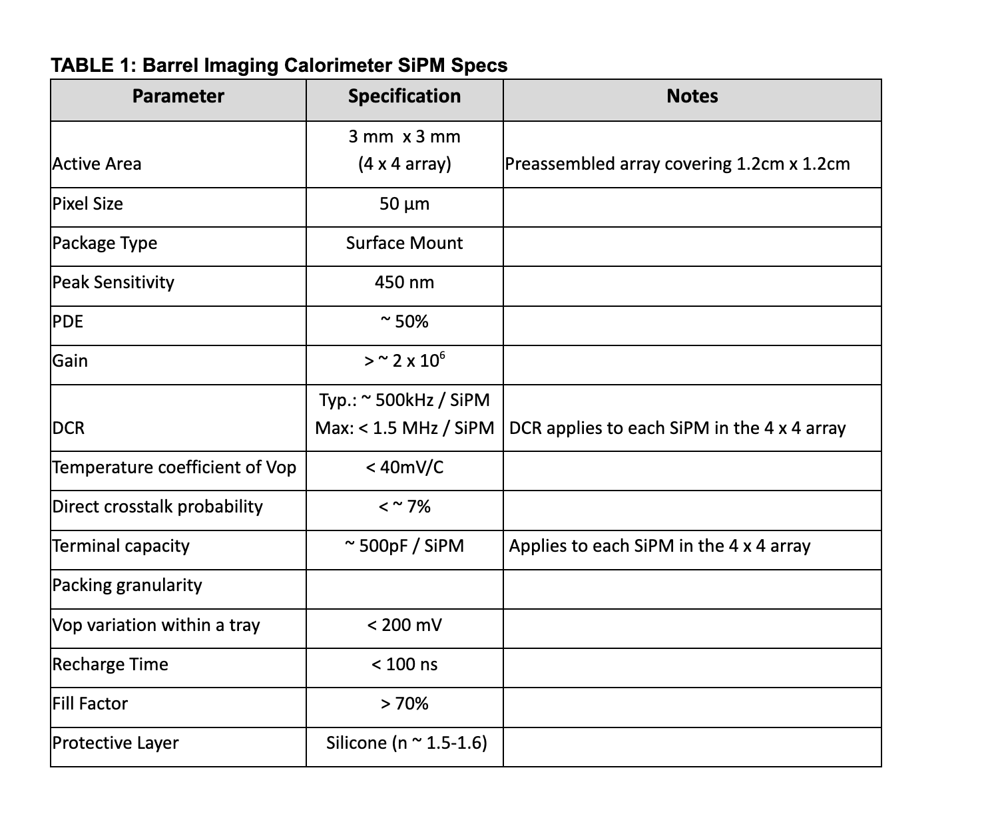 TABLE 1: Barrel Imaging Calorimeter SiPM Specs
Parameter Specification Notes
3 mm  x 3 mm
Active Area (4 x 4 array) Preassembled array covering 1.2cm x 1.2cm
Pixel Size 50 µm
Package Type Surface Mount
Peak Sensitivity 450 nm
PDE ~ 50%
Gain > ~ 2 x 10⁶
Typ.: ~ 500kHz / SiPM
DCR Max: < 1.5 MHz / SiPM DCR applies to each SiPM in the 4 x 4 array
Temperature coefficient of Vop < 40mV/C
Direct crosstalk probability < ~ 7%
Terminal capacity ~ 500pF / SiPM Applies to each SiPM in the 4 x 4 array
Packing granularity
Vop variation within a tray < 200 mV
Recharge Time < 100 ns
Fill Factor > 70%
Protective Layer Silicone (n ~ 1.5-1.6)